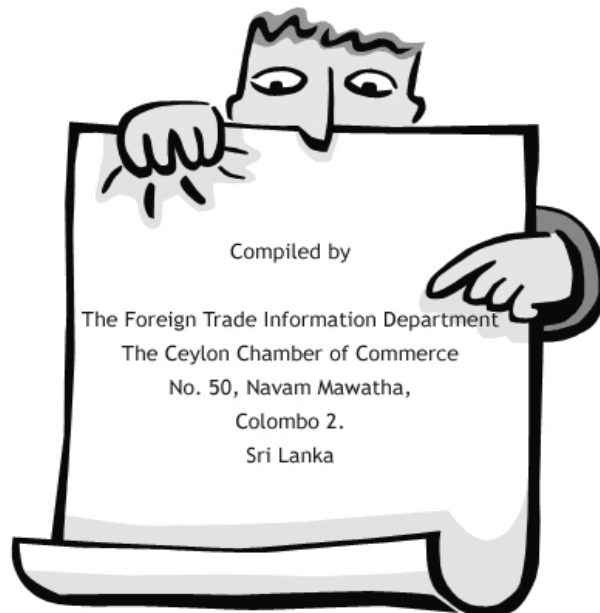 Compiled by
The Foreign Trade Information Department
The Ceylon Chamber of Commerce
No. 50, Navam Mawatha,
Colombo 2.
Sri Lanka